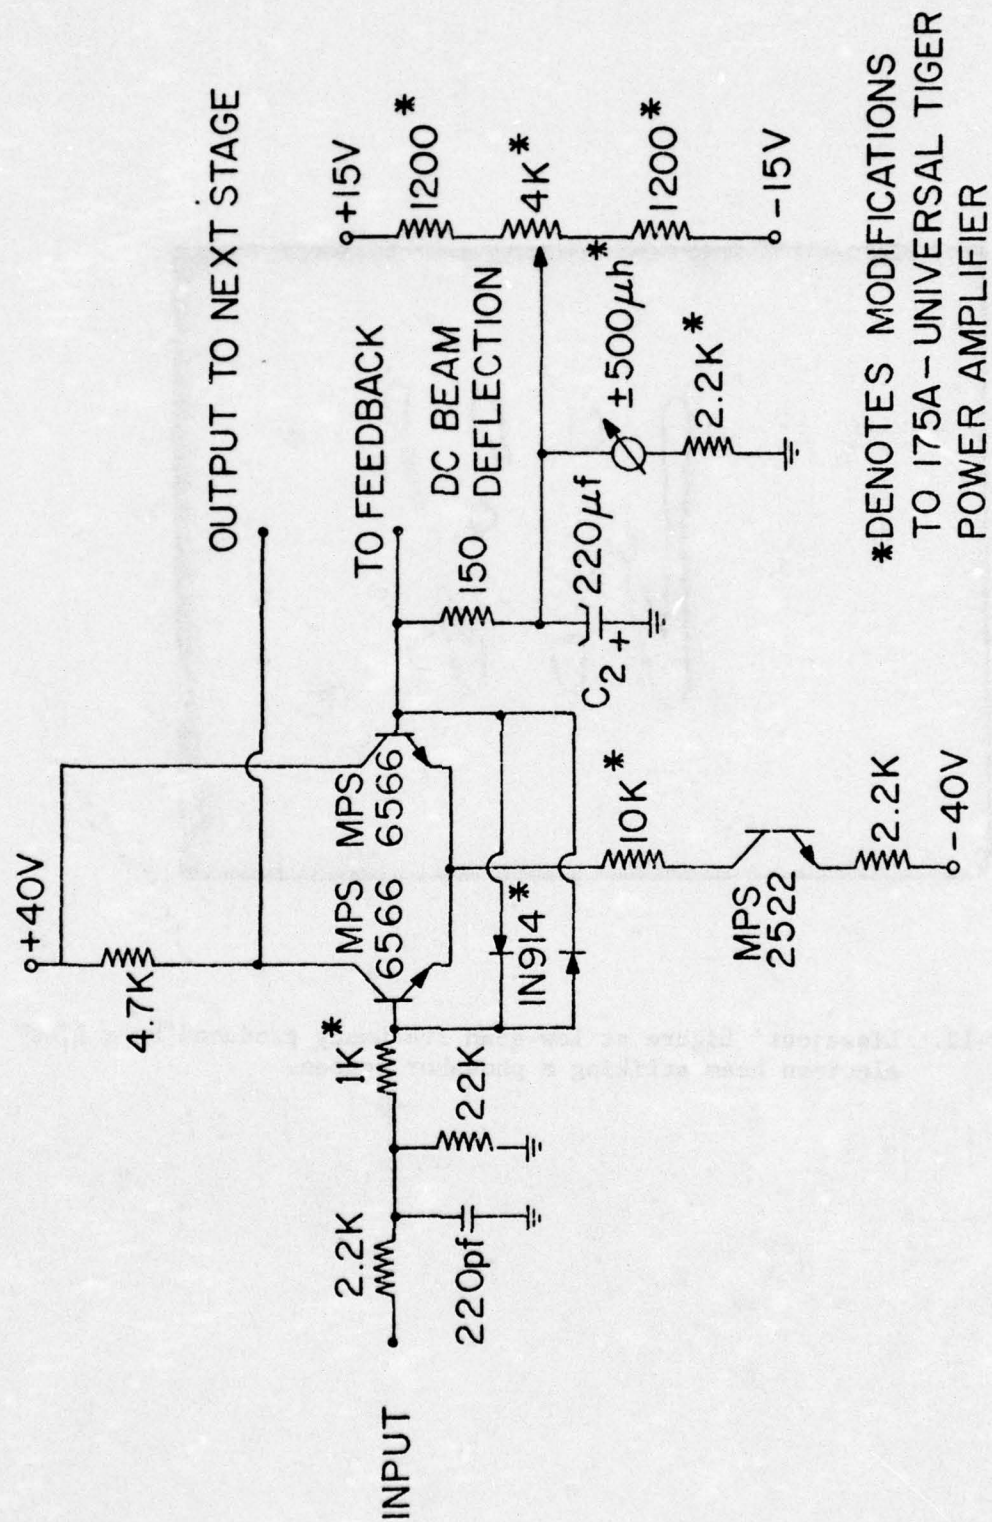 +40V
4.7K
OUTPUT TO NEXT STAGE
MPS
6566
MPS
6566
TO FEEDBACK
+15V
1200*
4K*
1200*
-15V
DC BEAM
DEFLECTION
150
±500µh*
2.2K*
C2
+
220µf
INPUT
2.2K
220pf
1K*
22K
1N914*
10K*
MPS
2522
2.2K
-40V
*DENOTES MODIFICATIONS
TO 175A-UNIVERSAL TIGER
POWER AMPLIFIER